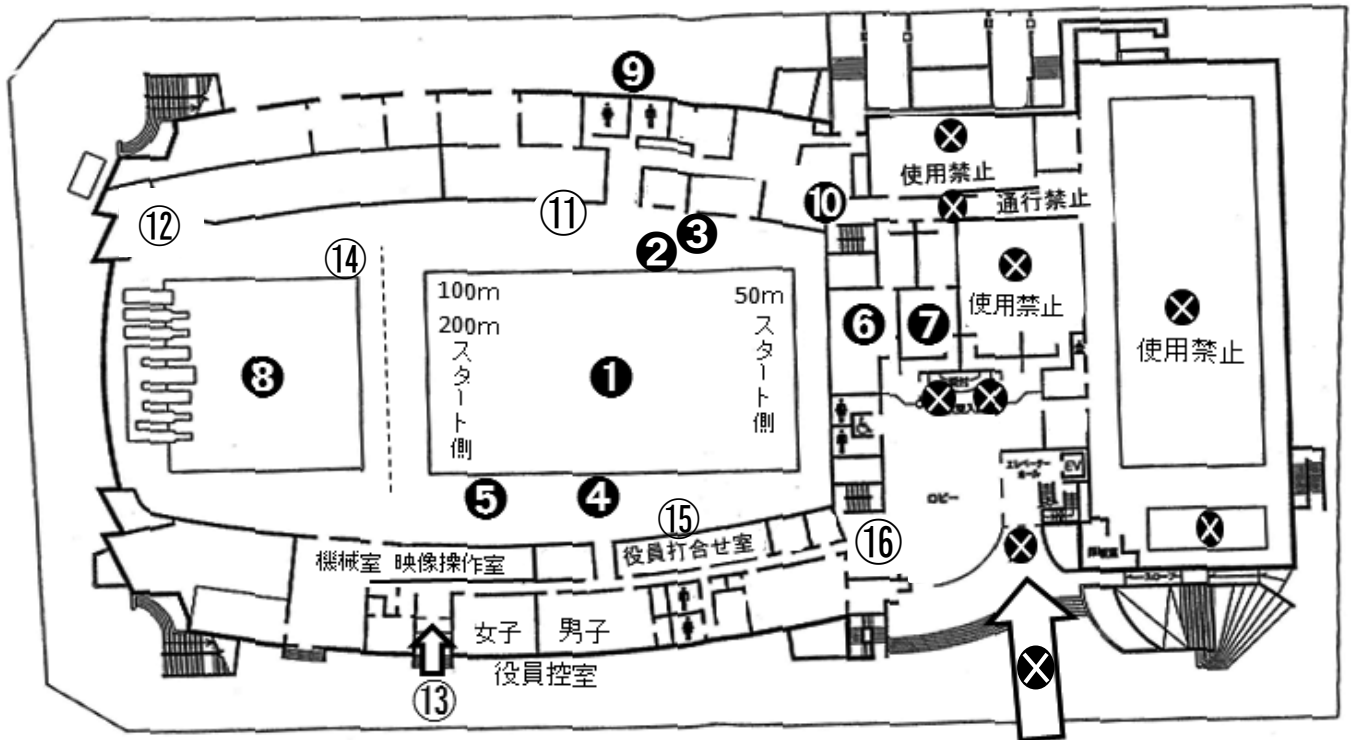 ❾
使用禁止
通行禁止
❿
⑪
⑫
❸
❷
⑭
使用禁止
100m
200m
スタート側
50m
スタート側
❻
❼
使用禁止
❽
❶
EV
エレベーター
ホール
ロビー
❺
❹
⑮
役員打合せ室
⑯
機械室
映像操作室
女子
男子
役員控室
⑬